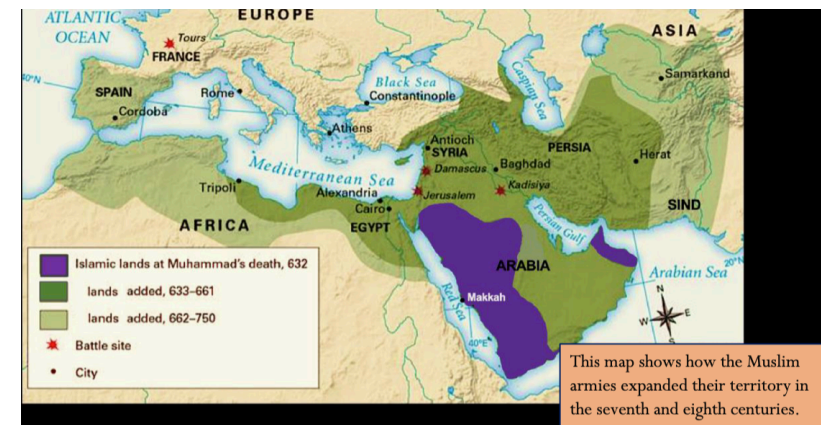 ATLANTIC
OCEAN
EUROPE
ASIA
Tours
FRANCE
40°N
SPAIN
Cordoba
Rome
Black Sea
Constantinople
Caspian Sea
Samarkand
Athens
Antioch
SYRIA
Damascus
Baghdad
PERSIA
Herat
Mediterranean Sea
Tripoli
Alexandria
Jerusalem
Kadisiya
Cairo
AFRICA
EGYPT
Persian Gulf
SIND
ARABIA
20°N
Arabian Sea
Red Sea
Makkah
40°E
N
W
E
S
Islamic lands at Muhammad's death, 632
lands added, 633–661
lands added, 662–750
Battle site
City
This map shows how the Muslim
armies expanded their territory in
the seventh and eighth centuries.